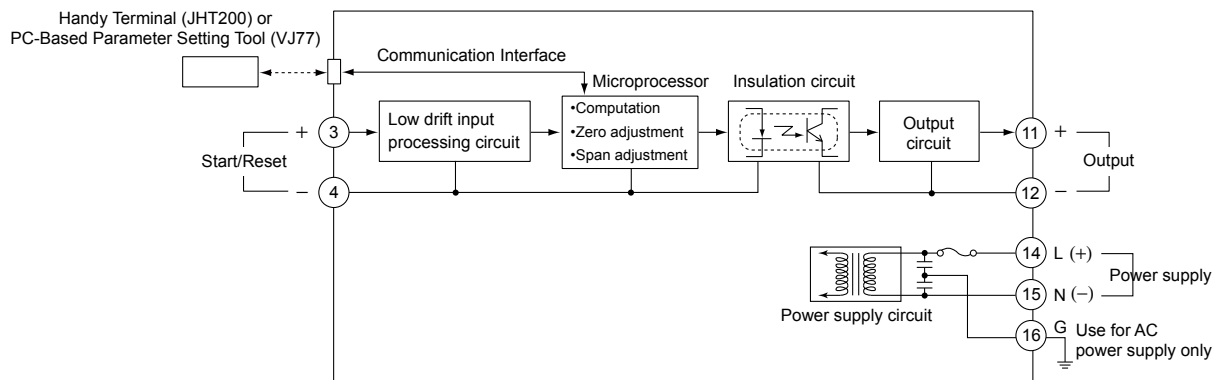 Handy Terminal (JHT200) or
PC-Based Parameter Setting Tool (VJ77)
Communication Interface
Microprocessor
Insulation circuit
Start/Reset
+
3
−
4
Low drift input
processing circuit
•Computation
•Zero adjustment
•Span adjustment
Output
circuit
11
+
Output
12
−
14
L (+)
Power supply
15
N (−)
Power supply circuit
16
G
Use for AC
power supply only